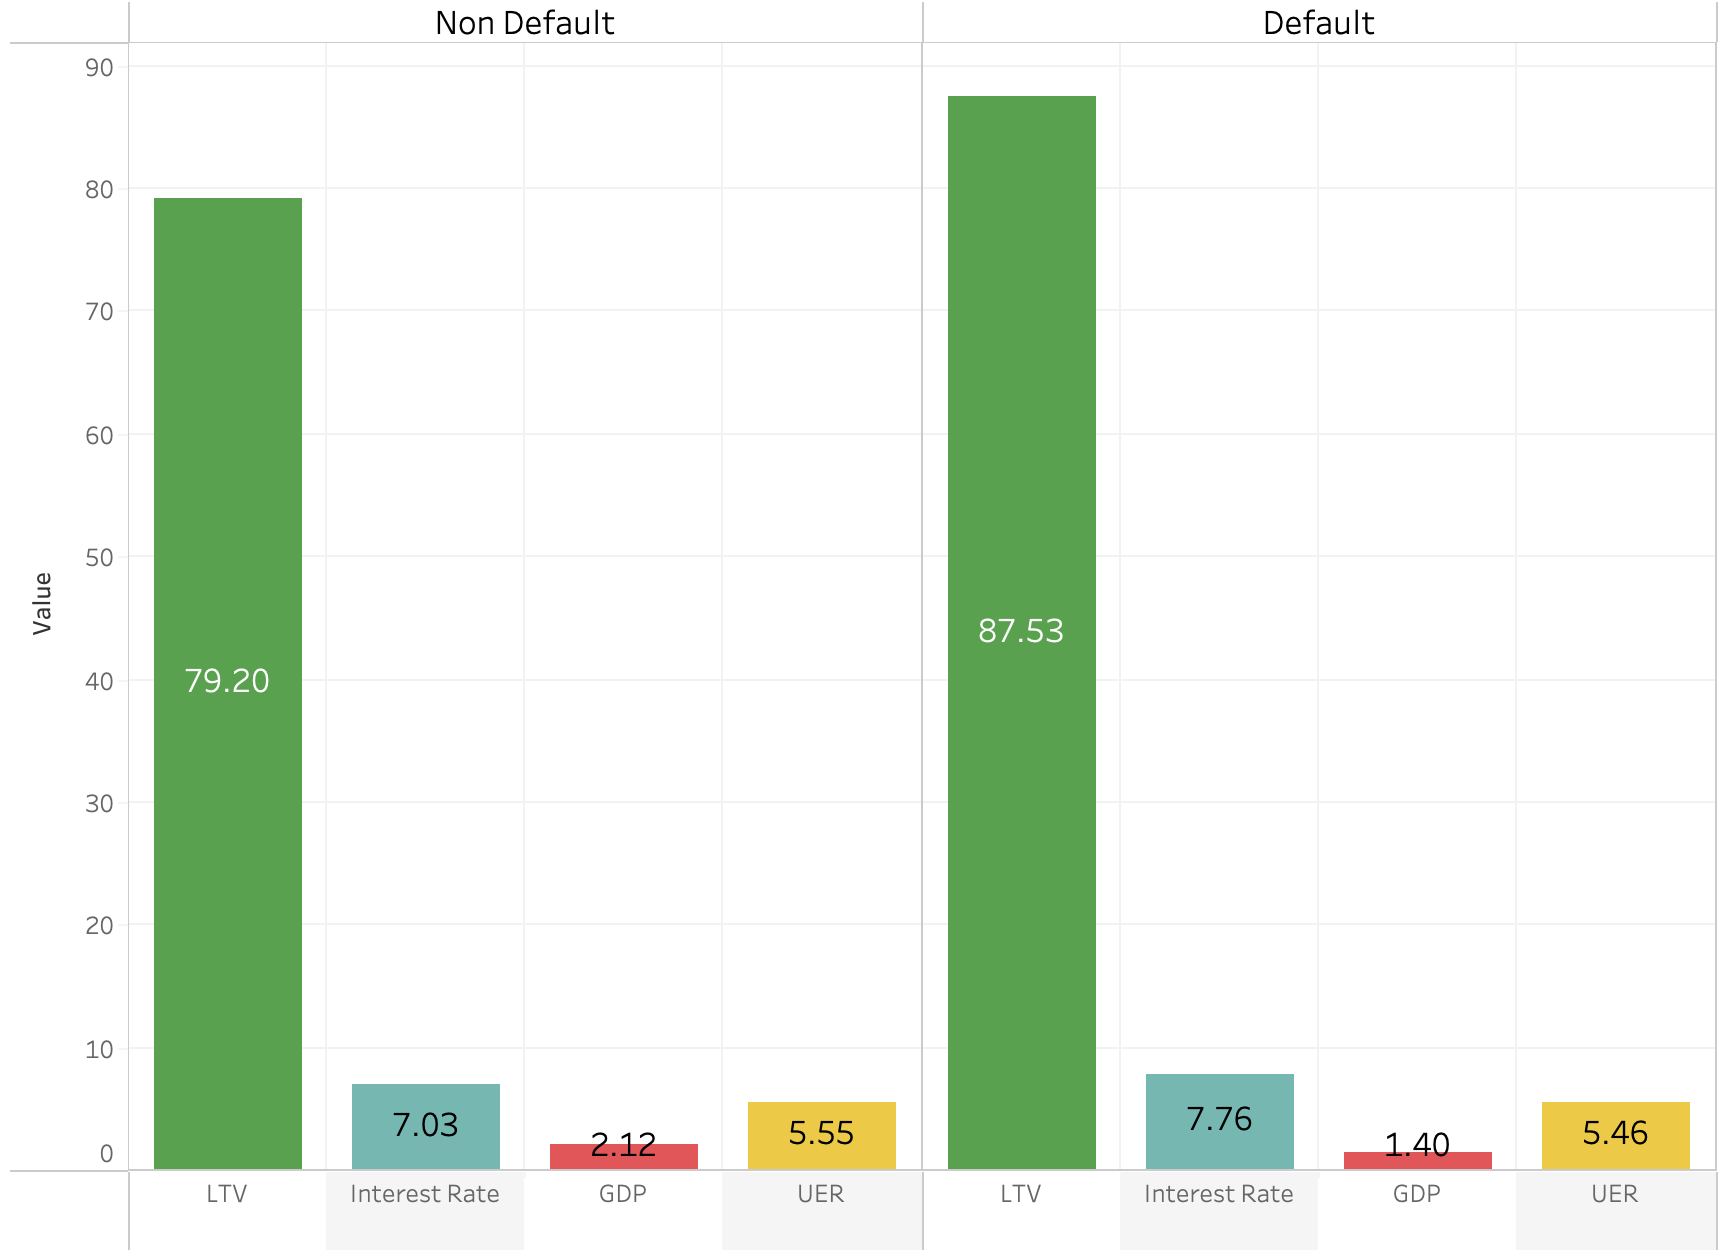 Non Default
Default
90
80
70
60
50
40
30
20
10
0
Value
79.20
7.03
2.12
5.55
87.53
7.76
1.40
5.46
LTV
Interest Rate
GDP
UER
LTV
Interest Rate
GDP
UER